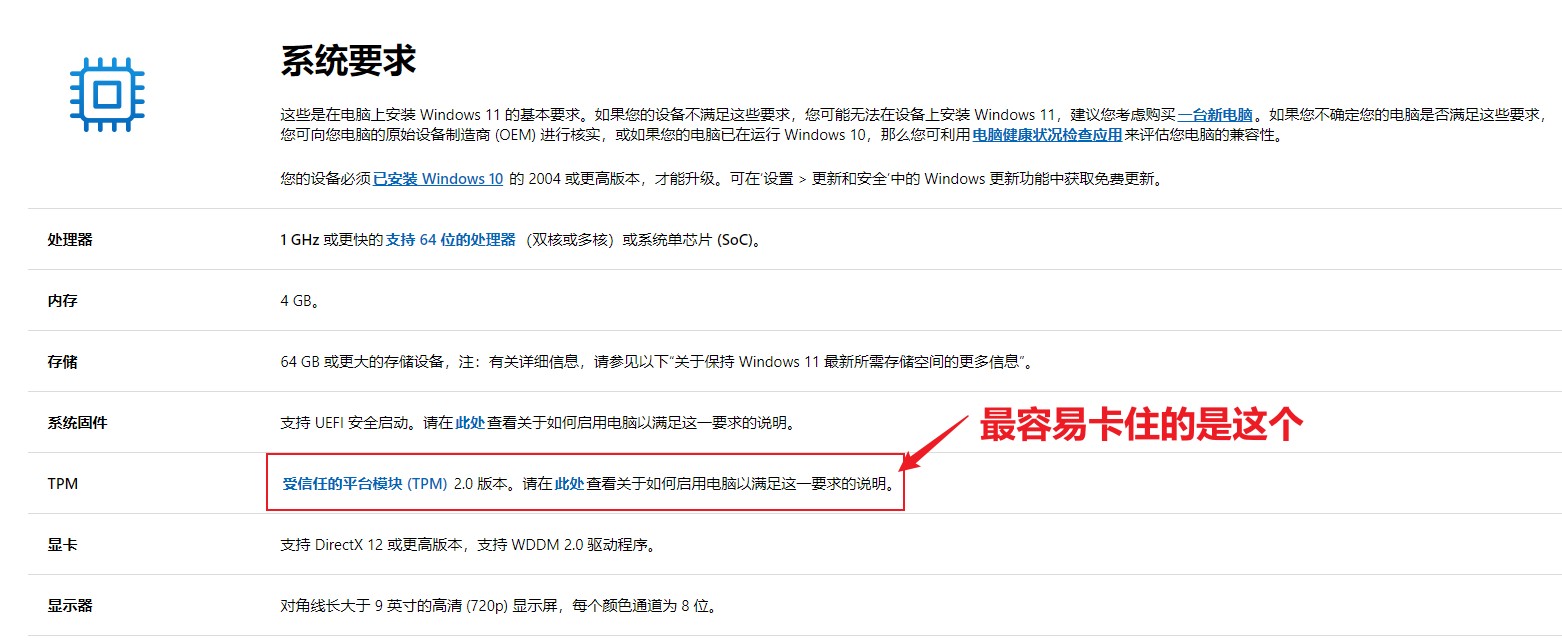 系统要求
这些是在电脑上安装 Windows 11 的基本要求。如果您的设备不满足这些要求，您可能无法在设备上安装 Windows 11，建议您考虑购买一台新电脑。如果您不确定您的电脑是否满足这些要求，
您可向您电脑的原始设备制造商 (OEM) 进行核实，或如果您的电脑已在运行 Windows 10，那么您可利用电脑健康状况检查应用来评估您电脑的兼容性。
您的设备必须已安装 Windows 10 的 2004 或更高版本，才能升级。可在‘设置 > 更新和安全’中的 Windows 更新功能中获取免费更新。
处理器 1 GHz 或更快的支持 64 位的处理器（双核或多核）或系统单芯片 (SoC)。
内存 4 GB。
存储 64 GB 或更大的存储设备，注：有关详细信息，请参见以下“关于保持 Windows 11 最新所需存储空间的更多信息”。
系统固件 支持 UEFI 安全启动。请在此处查看关于如何启用电脑以满足这一要求的说明。
最容易卡住的是这个
TPM 受信任的平台模块 (TPM) 2.0 版本。请在此处查看关于如何启用电脑以满足这一要求的说明。
显卡 支持 DirectX 12 或更高版本，支持 WDDM 2.0 驱动程序。
显示器 对角线长大于 9 英寸的高清 (720p) 显示屏，每个颜色通道为 8 位。